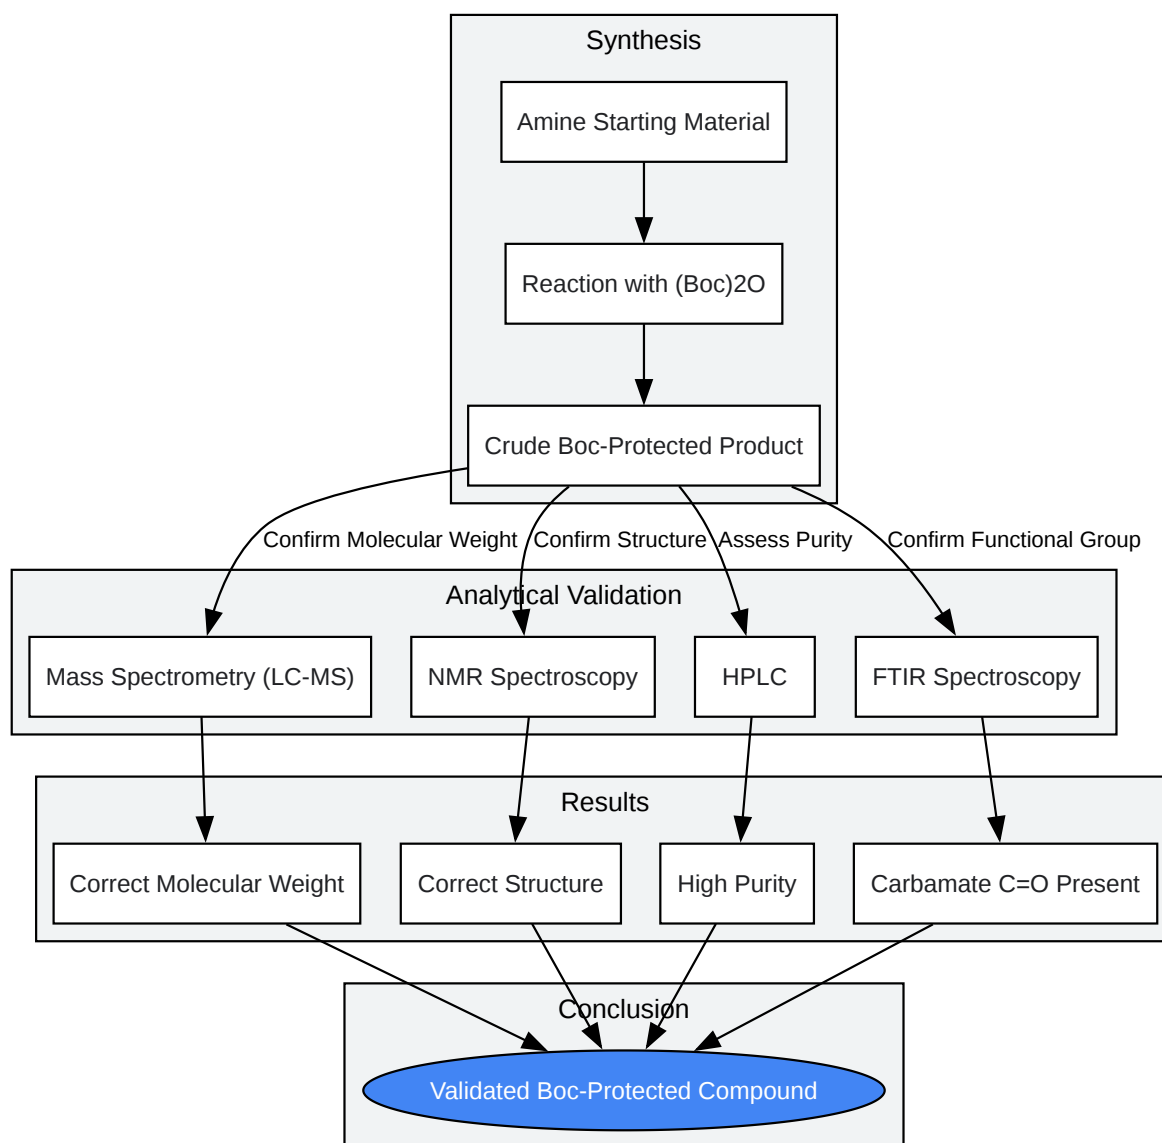 Synthesis
Amine Starting Material
Reaction with (Boc)2O
Crude Boc-Protected Product
Confirm Molecular Weight
Confirm Structure
Assess Purity
Confirm Functional Group
Analytical Validation
Mass Spectrometry (LC-MS)
NMR Spectroscopy
HPLC
FTIR Spectroscopy
Results
Correct Molecular Weight
Correct Structure
High Purity
Carbamate C=O Present
Conclusion
Validated Boc-Protected Compound